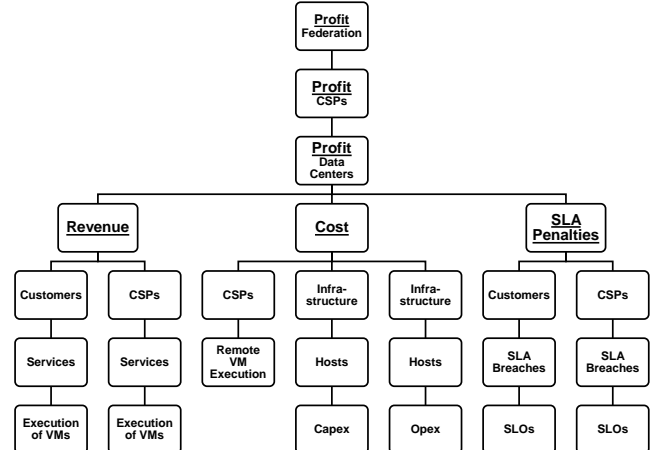 Profit
Federation
Profit
CSPs
Profit
Data
Centers
Revenue
Cost
SLA
Penalties
Customers
CSPs
CSPs
Infra-
structure
Infra-
structure
Customers
CSPs
Services
Services
Remote
VM
Execution
Hosts
Hosts
SLA
Breaches
SLA
Breaches
Execution
of VMs
Execution
of VMs
Capex
Opex
SLOs
SLOs